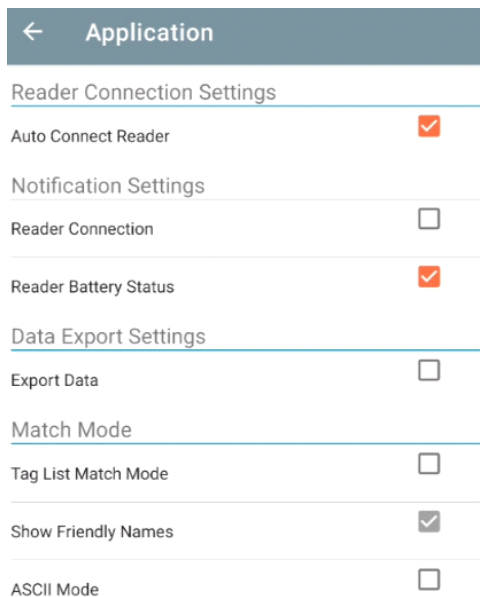 Application
Reader Connection Settings
Auto Connect Reader
Notification Settings
Reader Connection
Reader Battery Status
Data Export Settings
Export Data
Match Mode
Tag List Match Mode
Show Friendly Names
ASCII Mode